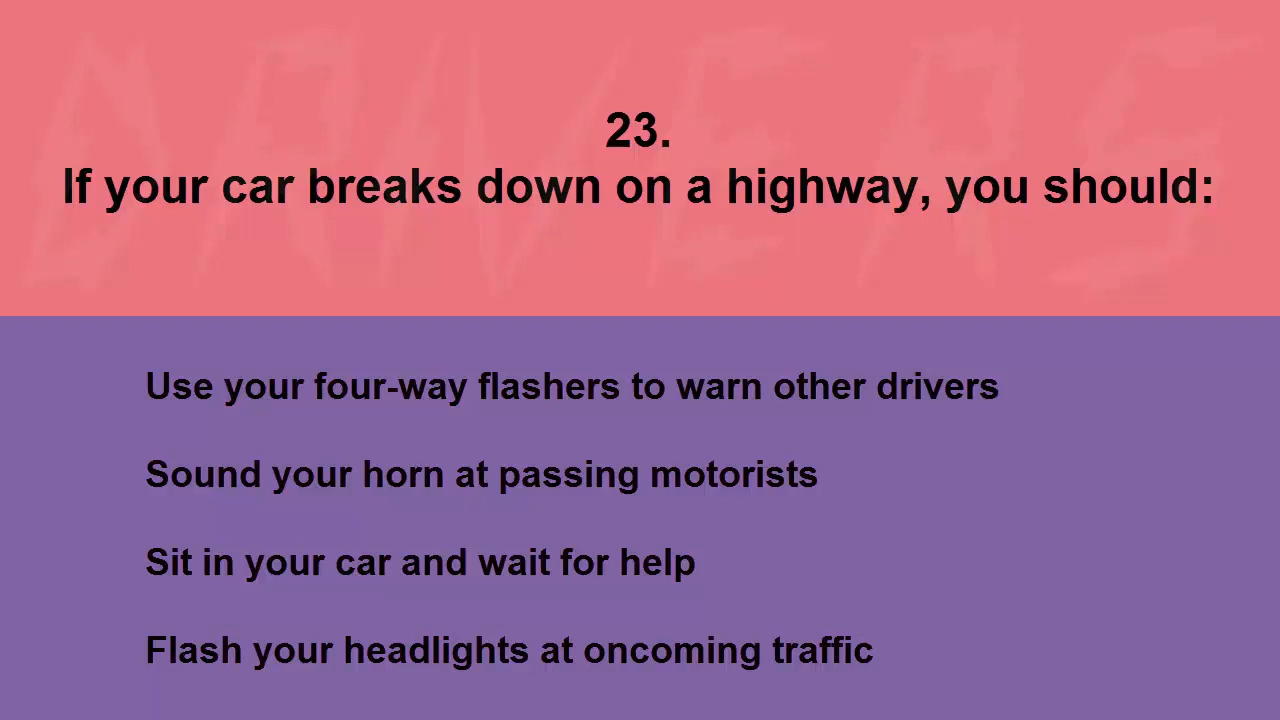 DRIVERS
23.
If your car breaks down on a highway, you should:
Use your four-way flashers to warn other drivers
Sound your horn at passing motorists
Sit in your car and wait for help
Flash your headlights at oncoming traffic